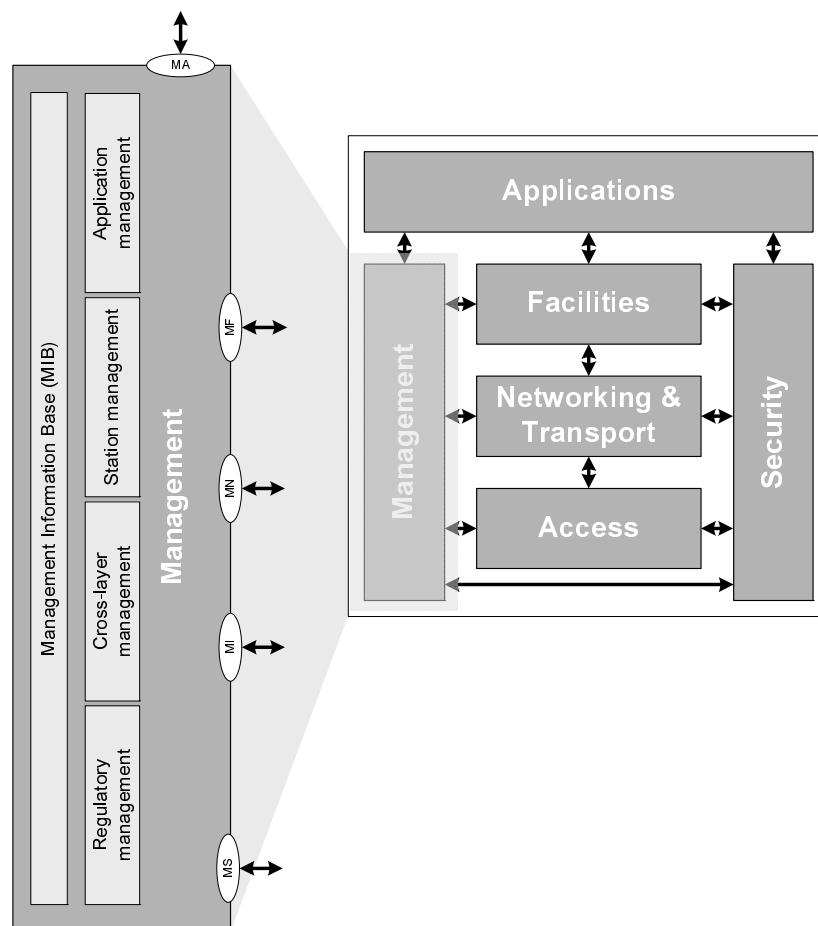 MA
Management Information Base (MIB)
Application
management
Station management
Cross-layer
management
Regulatory
management
Management
MF
MN
MI
MS
Applications
Facilities
Networking &
Transport
Access
Management
Security